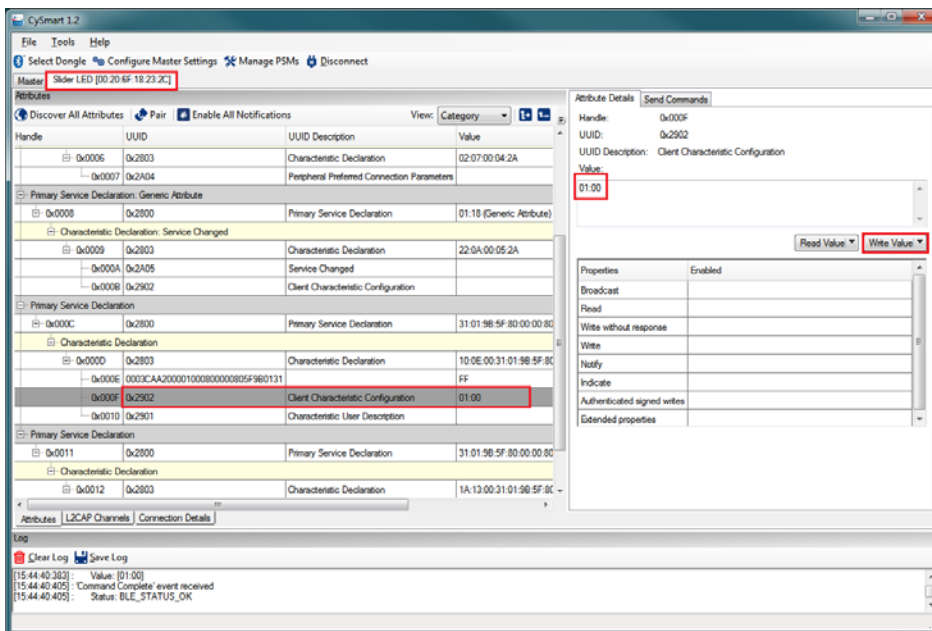 CySmart 1.2
File Tools Help
Select Dongle Configure Master Settings Manage PSMs Disconnect
Master Slider LED [00:20:6F:18:23:2C]
Attributes
Discover All Attributes Pair Enable All Notifications View: Category
Handle UUID UUID Description Value
0x0006 0x2803 Characteristic Declaration 02:07:00:04:2A
0x0007 0x2A04 Peripheral Preferred Connection Parameters
Primary Service Declaration: Generic Attribute
0x0008 0x2800 Primary Service Declaration 01:18 (Generic Attribute)
Characteristic Declaration: Service Changed
0x0009 0x2803 Characteristic Declaration 22:0A:00:05:2A
0x000A 0x2A05 Service Changed
0x000B 0x2902 Client Characteristic Configuration
Primary Service Declaration
0x000C 0x2800 Primary Service Declaration 31:01:9B:5F:80:00:00:80
Characteristic Declaration
0x000D 0x2803 Characteristic Declaration 10:0E:00:31:01:9B:5F:80
0x000E 0003CAA200001000800000805F9B0131 FF
0x000F 0x2902 Client Characteristic Configuration 01:00
0x0010 0x2901 Characteristic User Description
Primary Service Declaration
0x0011 0x2800 Primary Service Declaration 31:01:9B:5F:80:00:00:80
Characteristic Declaration
0x0012 0x2803 Characteristic Declaration 1A:13:00:31:01:9B:5F:80
Attributes L2CAP Channels Connection Details
Attribute Details Send Commands
Handle: 0x000F
UUID: 0x2902
UUID Description: Client Characteristic Configuration
Value:
01:00
Read Value Write Value
Properties Enabled
Broadcast
Read
Write without response
Write
Notify
Indicate
Authenticated signed writes
Extended properties
Log
Clear Log Save Log
[15:44:40:383] : Value: [01:00]
[15:44:40:405] : 'Command Complete' event received
[15:44:40:405] : Status: BLE_STATUS_OK